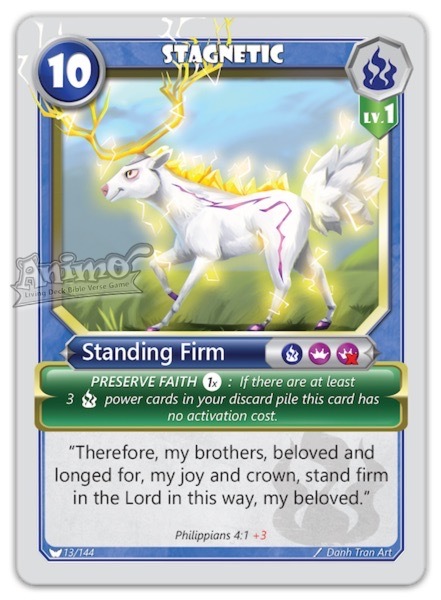 STAGNETIC
10
LV.1
Animo
Living Deck Bible Verse Game
Standing Firm
PRESERVE FAITH 1x : If there are at least
3 power cards in your discard pile this card has
no activation cost.
“Therefore, my brothers, beloved and
longed for, my joy and crown, stand firm
in the Lord in this way, my beloved.”
Philippians 4:1 +3
13/144
Danh Tran Art